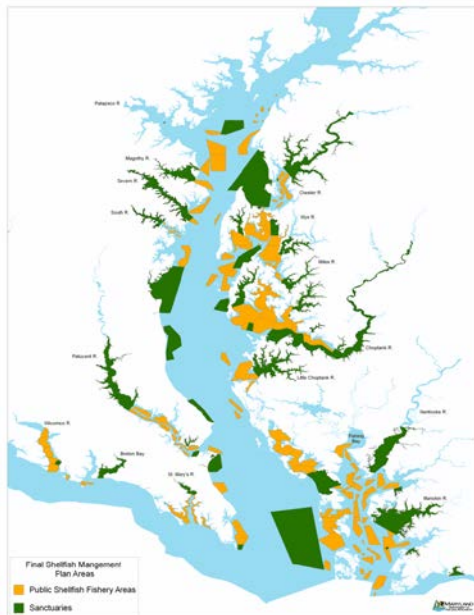 Patapsco R.
Magothy R.
Severn R.
South R.
Chester R.
Wye R.
Miles R.
Choptank R.
Little Choptank R.
Patuxent R.
Nanticoke R.
Fishing
Bay
Wicomico R.
Breton Bay
St. Mary's R.
Manokin R.
Final Shellfish Mangement
Plan Areas
Public Shellfish Fishery Areas
Sanctuaries
MARYLAND